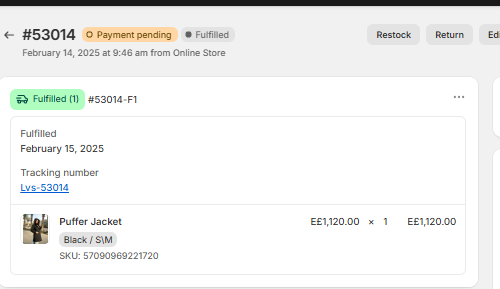 #53014 Payment pending Fulfilled Restock Return
February 14, 2025 at 9:46 am from Online Store
Fulfilled (1) #53014-F1
Fulfilled
February 15, 2025
Tracking number
Lvs-53014
Puffer Jacket E£1,120.00 × 1 E£1,120.00
Black / S\M
SKU: 57090969221720